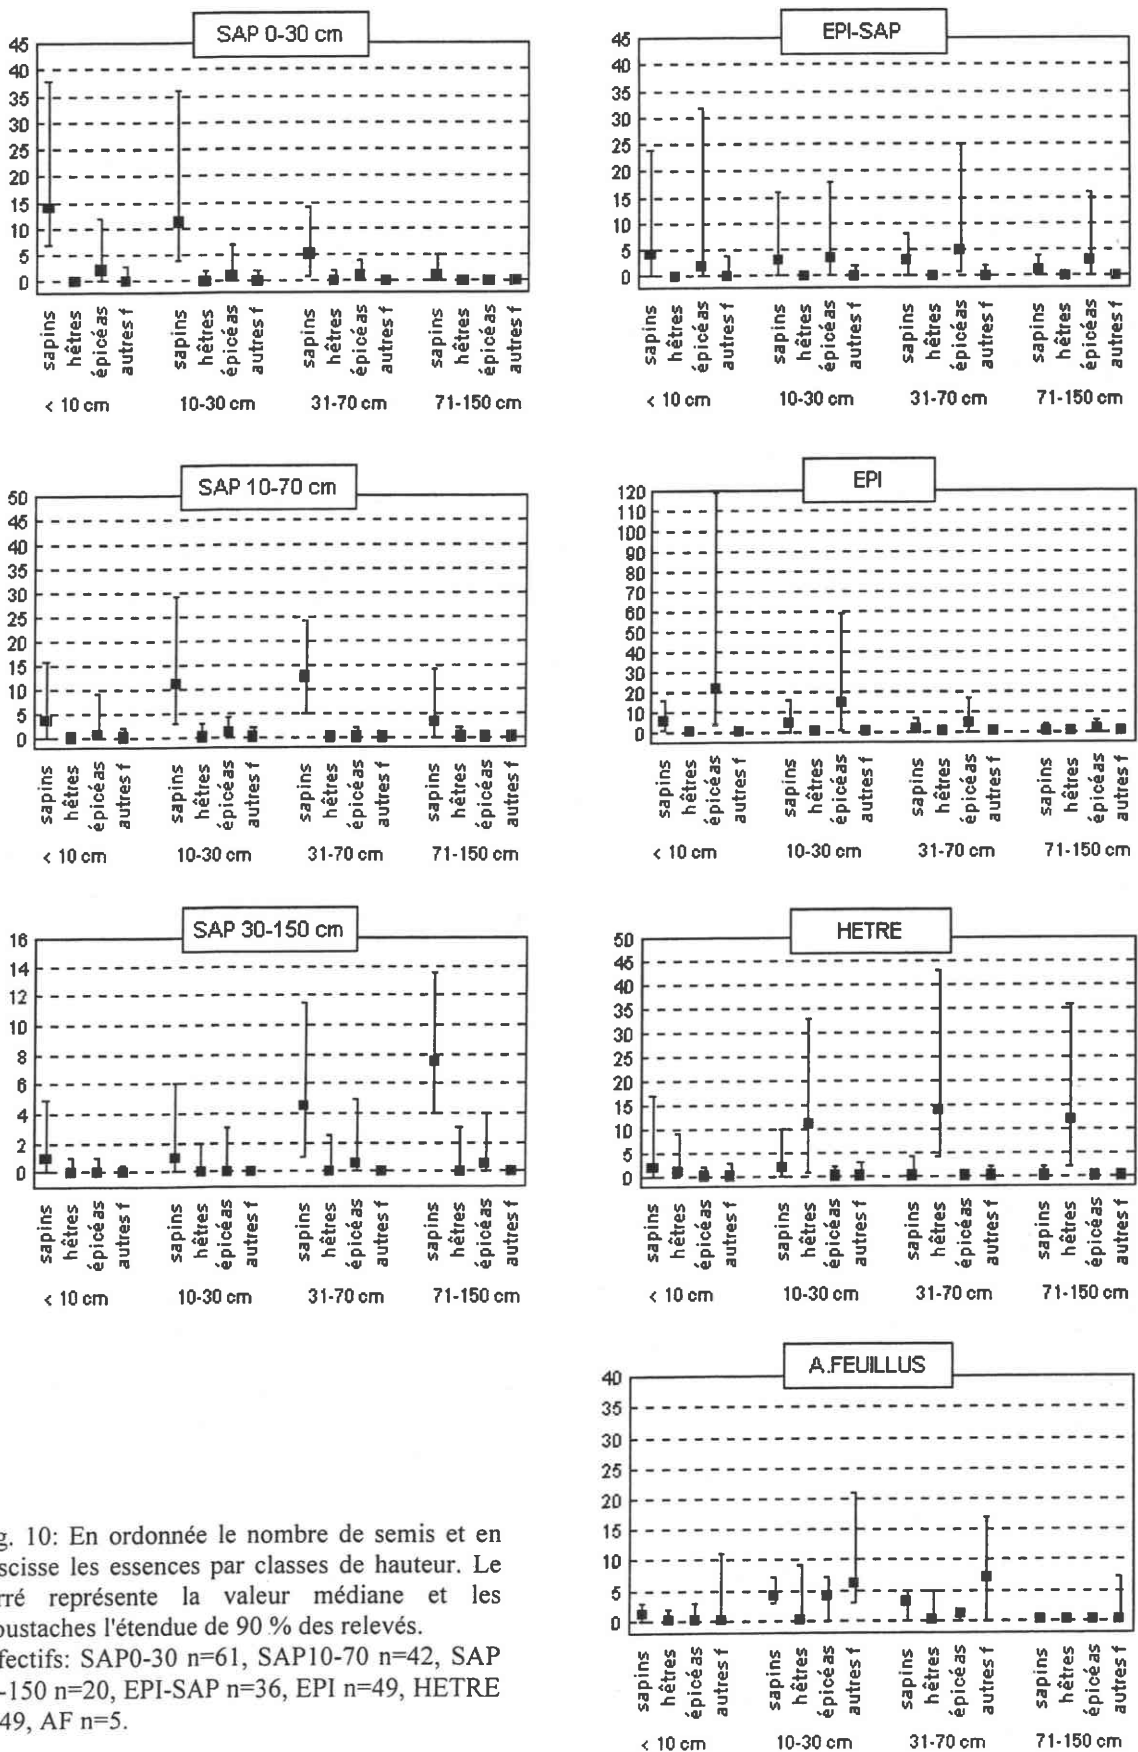 SAP 0-30 cm
45
40
35
30
25
20
15
10
5
0
sapins hêtres épicéas autres f sapins hêtres épicéas autres f sapins hêtres épicéas autres f sapins hêtres épicéas autres f
< 10 cm 10-30 cm 31-70 cm 71-150 cm
EPI-SAP
45
40
35
30
25
20
15
10
5
0
sapins hêtres épicéas autres f sapins hêtres épicéas autres f sapins hêtres épicéas autres f sapins hêtres épicéas autres f
< 10 cm 10-30 cm 31-70 cm 71-150 cm
SAP 10-70 cm
50
45
40
35
30
25
20
15
10
5
0
sapins hêtres épicéas autres f sapins hêtres épicéas autres f sapins hêtres épicéas autres f sapins hêtres épicéas autres f
< 10 cm 10-30 cm 31-70 cm 71-150 cm
EPI
120
110
100
90
80
70
60
50
40
30
20
10
0
sapins hêtres épicéas autres f sapins hêtres épicéas autres f sapins hêtres épicéas autres f sapins hêtres épicéas autres f
< 10 cm 10-30 cm 31-70 cm 71-150 cm
SAP 30-150 cm
16
14
12
10
8
6
4
2
0
sapins hêtres épicéas autres f sapins hêtres épicéas autres f sapins hêtres épicéas autres f sapins hêtres épicéas autres f
< 10 cm 10-30 cm 31-70 cm 71-150 cm
HETRE
50
45
40
35
30
25
20
15
10
5
0
sapins hêtres épicéas autres f sapins hêtres épicéas autres f sapins hêtres épicéas autres f sapins hêtres épicéas autres f
< 10 cm 10-30 cm 31-70 cm 71-150 cm
A.FEUILLUS
40
35
30
25
20
15
10
5
0
sapins hêtres épicéas autres f sapins hêtres épicéas autres f sapins hêtres épicéas autres f sapins hêtres épicéas autres f
< 10 cm 10-30 cm 31-70 cm 71-150 cm
g. 10: En ordonnée le nombre de semis et en
scisse les essences par classes de hauteur. Le
rré représente la valeur médiane et les
oustaches l'étendue de 90 % des relevés.
fectifs: SAP0-30 n=61, SAP10-70 n=42, SAP
-150 n=20, EPI-SAP n=36, EPI n=49, HETRE
49, AF n=5.